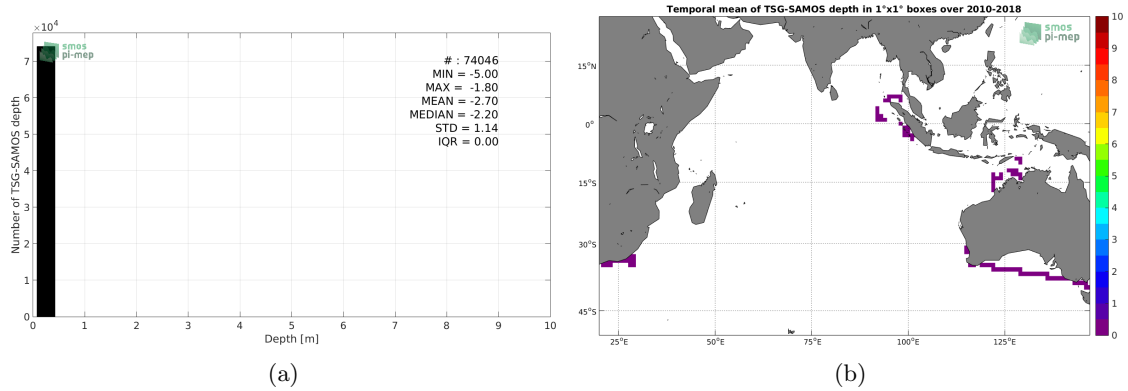 ×10⁴
smos
pi-mep
# : 74046
MIN = -5.00
MAX = -1.80
MEAN = -2.70
MEDIAN = -2.20
STD = 1.14
IQR = 0.00
Number of TSG-SAMOS depth
7
6
5
4
3
2
1
0
0 1 2 3 4 5 6 7 8 9 10
Depth [m]
(a)
Temporal mean of TSG-SAMOS depth in 1°x1° boxes over 2010-2018
smos
pi-mep
15°N
0°
15°S
30°S
45°S
25°E 50°E 75°E 100°E 125°E
10
9
8
7
6
5
4
3
2
1
0
(b)